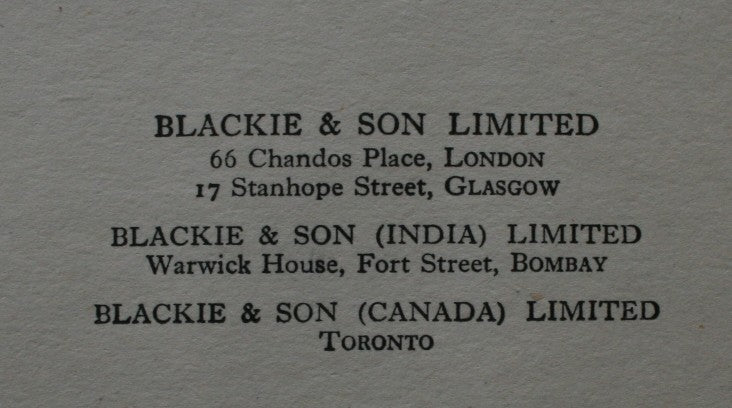 BLACKIE & SON LIMITED
66 Chandos Place, LONDON
17 Stanhope Street, GLASGOW
BLACKIE & SON (INDIA) LIMITED
Warwick House, Fort Street, BOMBAY
BLACKIE & SON (CANADA) LIMITED
TORONTO